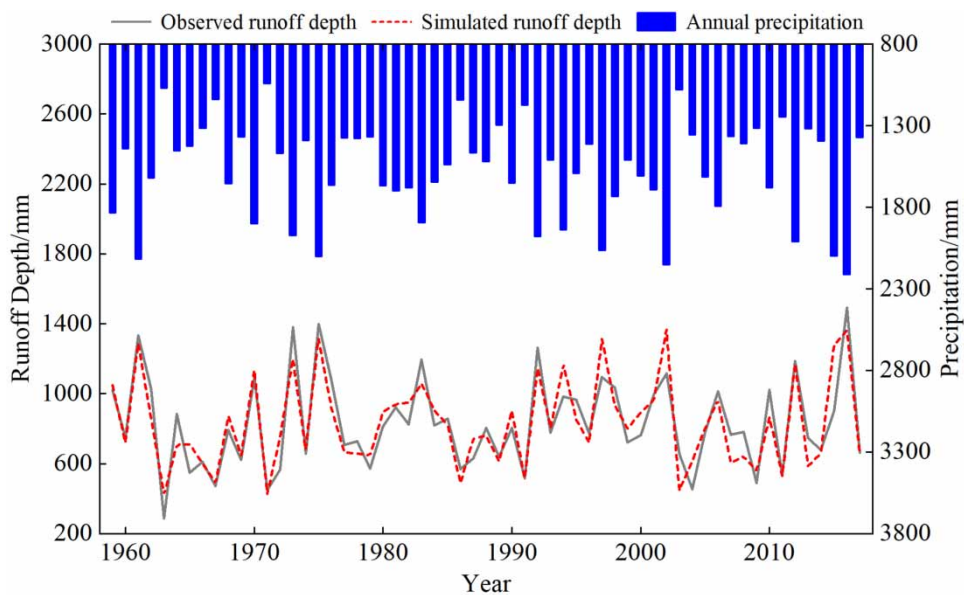 Observed runoff depth Simulated runoff depth Annual precipitation
3000 800
2600 1300
2200 1800
1800 2300
1400 2800
1000 3300
600 3800
200
Runoff Depth/mm
Precipitation/mm
1960 1970 1980 1990 2000 2010
Year